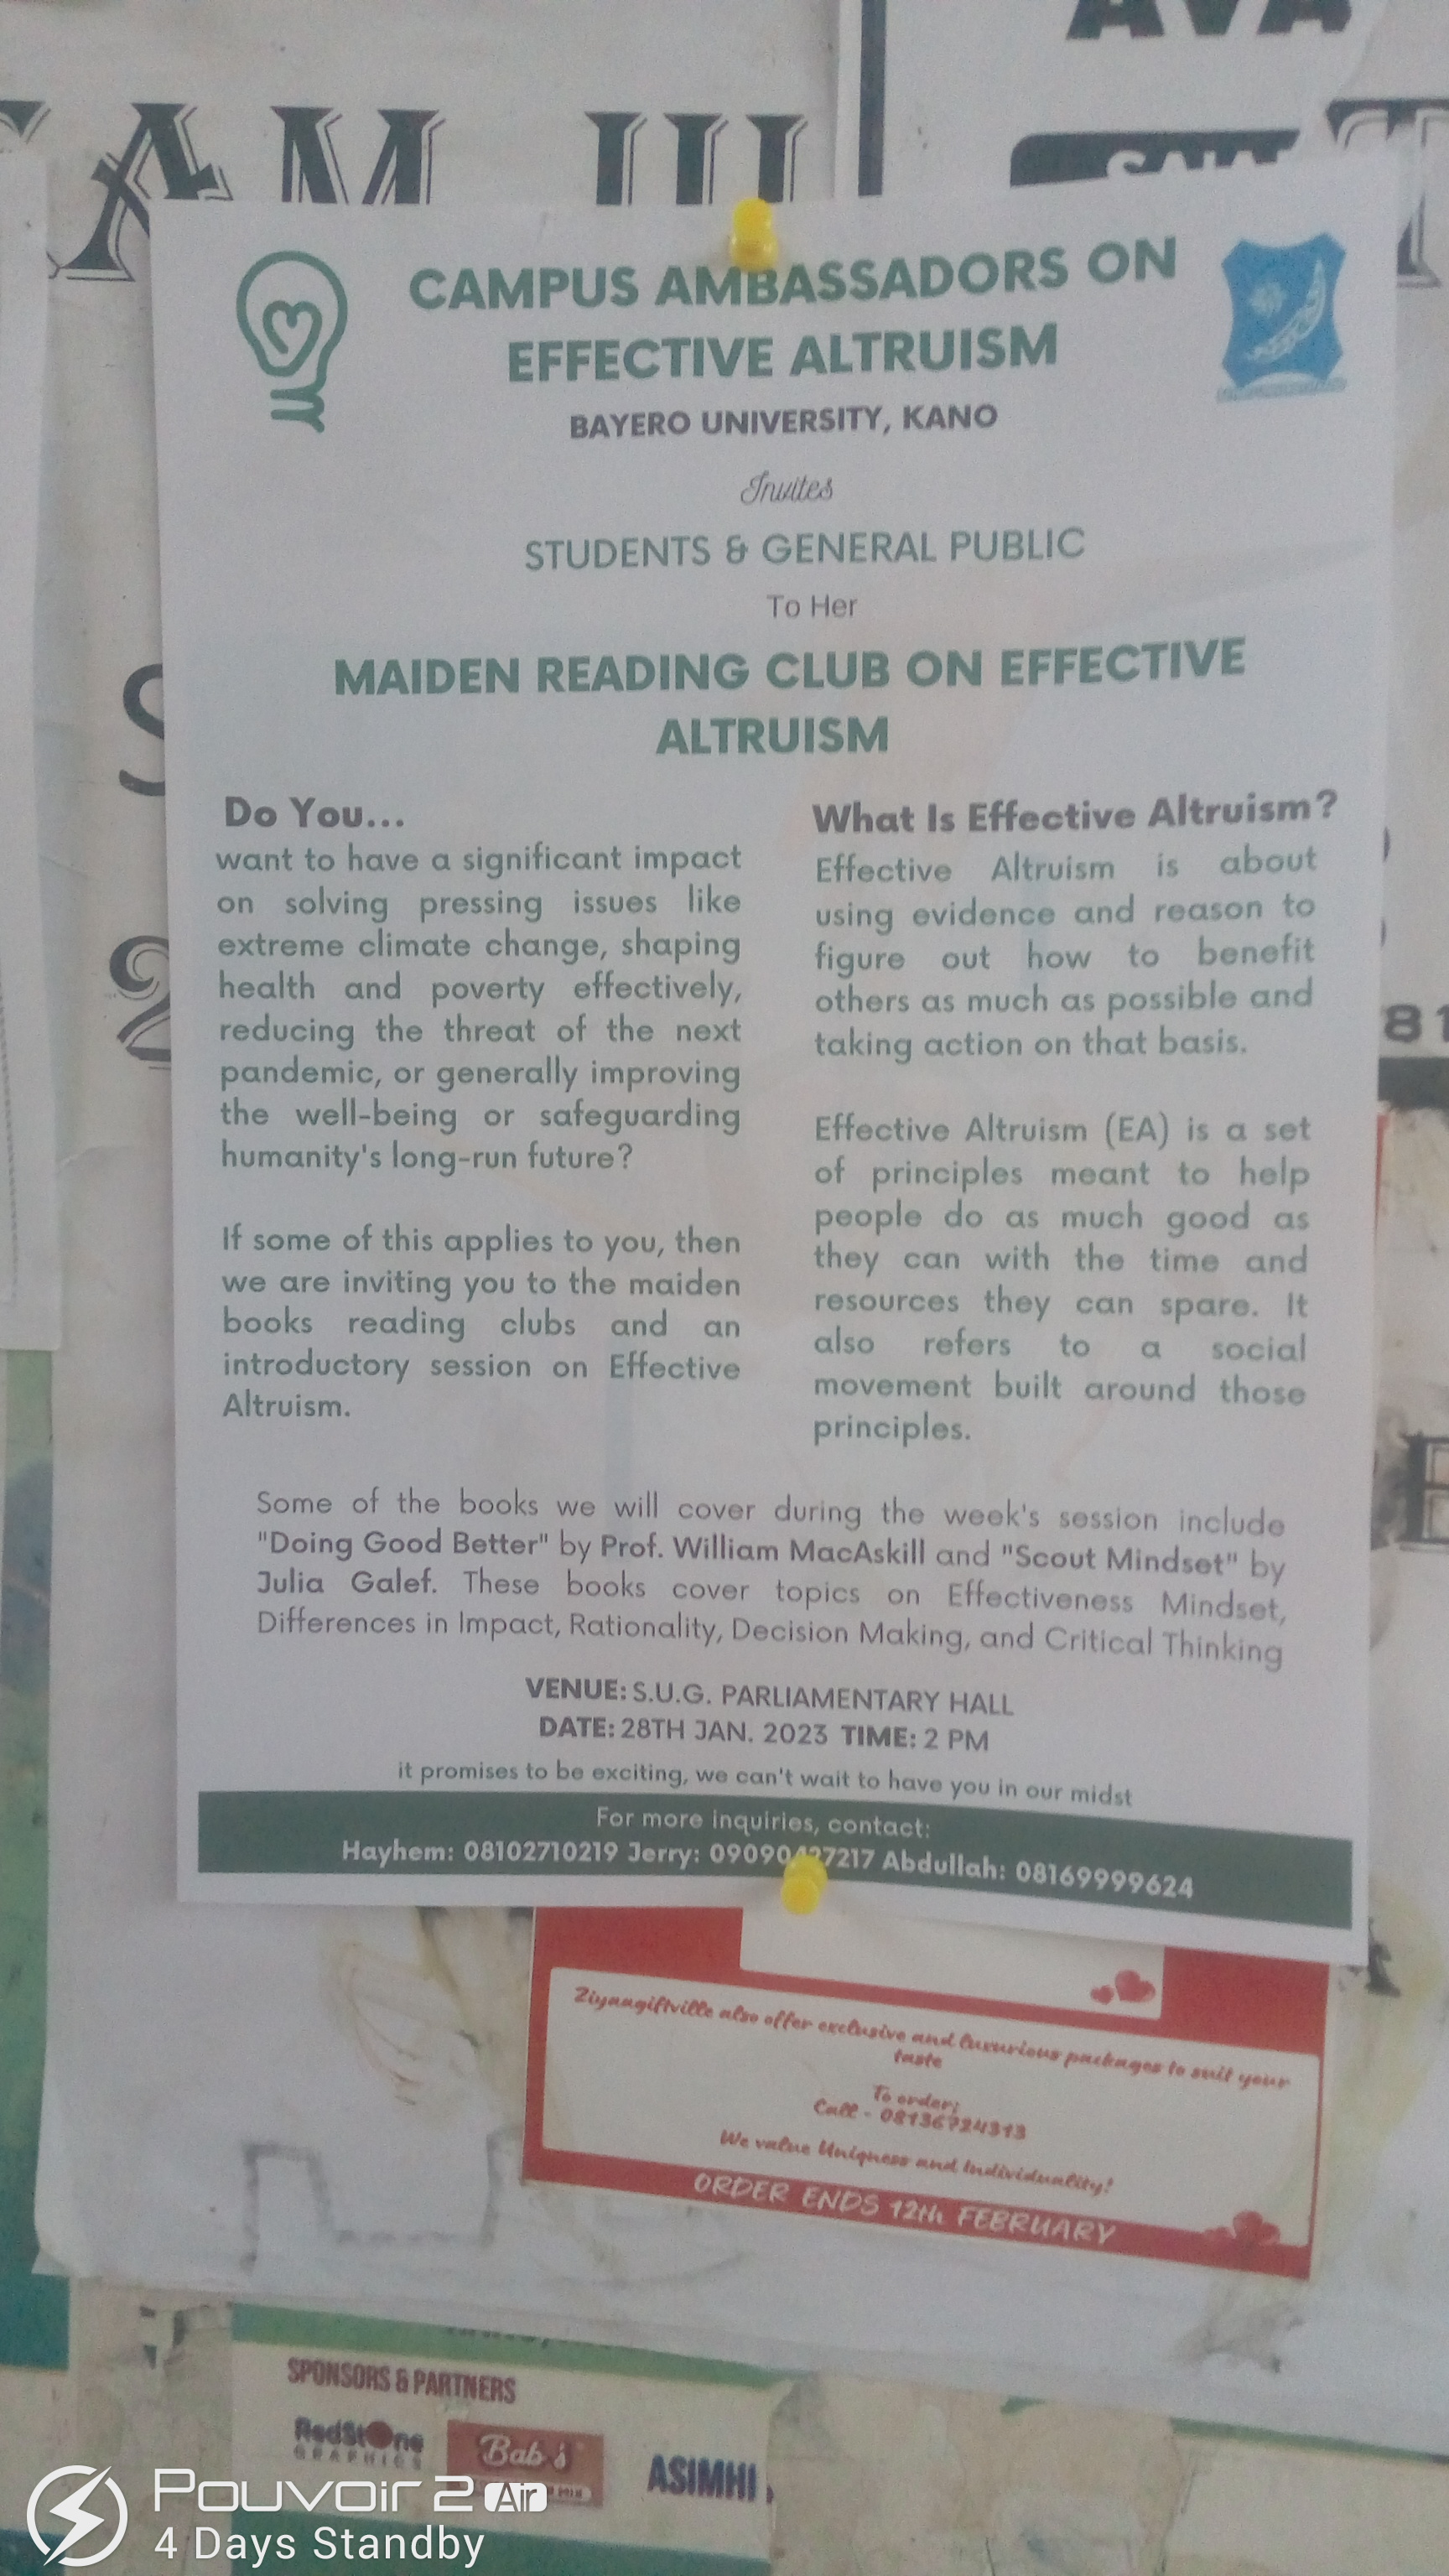 AM III
CAMPUS AMBASSADORS ON
EFFECTIVE ALTRUISM
BAYERO UNIVERSITY, KANO
Invites
STUDENTS & GENERAL PUBLIC
To Her
MAIDEN READING CLUB ON EFFECTIVE
ALTRUISM
Do You...
want to have a significant impact
on solving pressing issues like
extreme climate change, shaping
health and poverty effectively,
reducing the threat of the next
pandemic, or generally improving
the well-being or safeguarding
humanity's long-run future?
If some of this applies to you, then
we are inviting you to the maiden
books reading clubs and an
introductory session on Effective
Altruism.
What Is Effective Altruism?
Effective Altruism is about
using evidence and reason to
figure out how to benefit
others as much as possible and
taking action on that basis.
Effective Altruism (EA) is a set
of principles meant to help
people do as much good as
they can with the time and
resources they can spare. It
also refers to a social
movement built around those
principles.
Some of the books we will cover during the week's session include
"Doing Good Better" by Prof. William MacAskill and "Scout Mindset" by
Julia Galef. These books cover topics on Effectiveness Mindset,
Differences in Impact, Rationality, Decision Making, and Critical Thinking
VENUE: S.U.G. PARLIAMENTARY HALL
DATE: 28TH JAN. 2023 TIME: 2 PM
it promises to be exciting, we can't wait to have you in our midst
For more inquiries, contact:
Hayhem: 08102710219 Jerry: Abdullah: 08169999624
Ziyaagiftville also offer exclusive and luxurious packages to suit your
taste
To order;
Call - 08136724313
We value Uniqness and Individuality!
ORDER ENDS 12th FEBRUARY
SPONSORS & PARTNERS
RedStOne
GRAPHICS
Bab's
ASIMHI
Pouvoir 2 Air
4 Days Standby